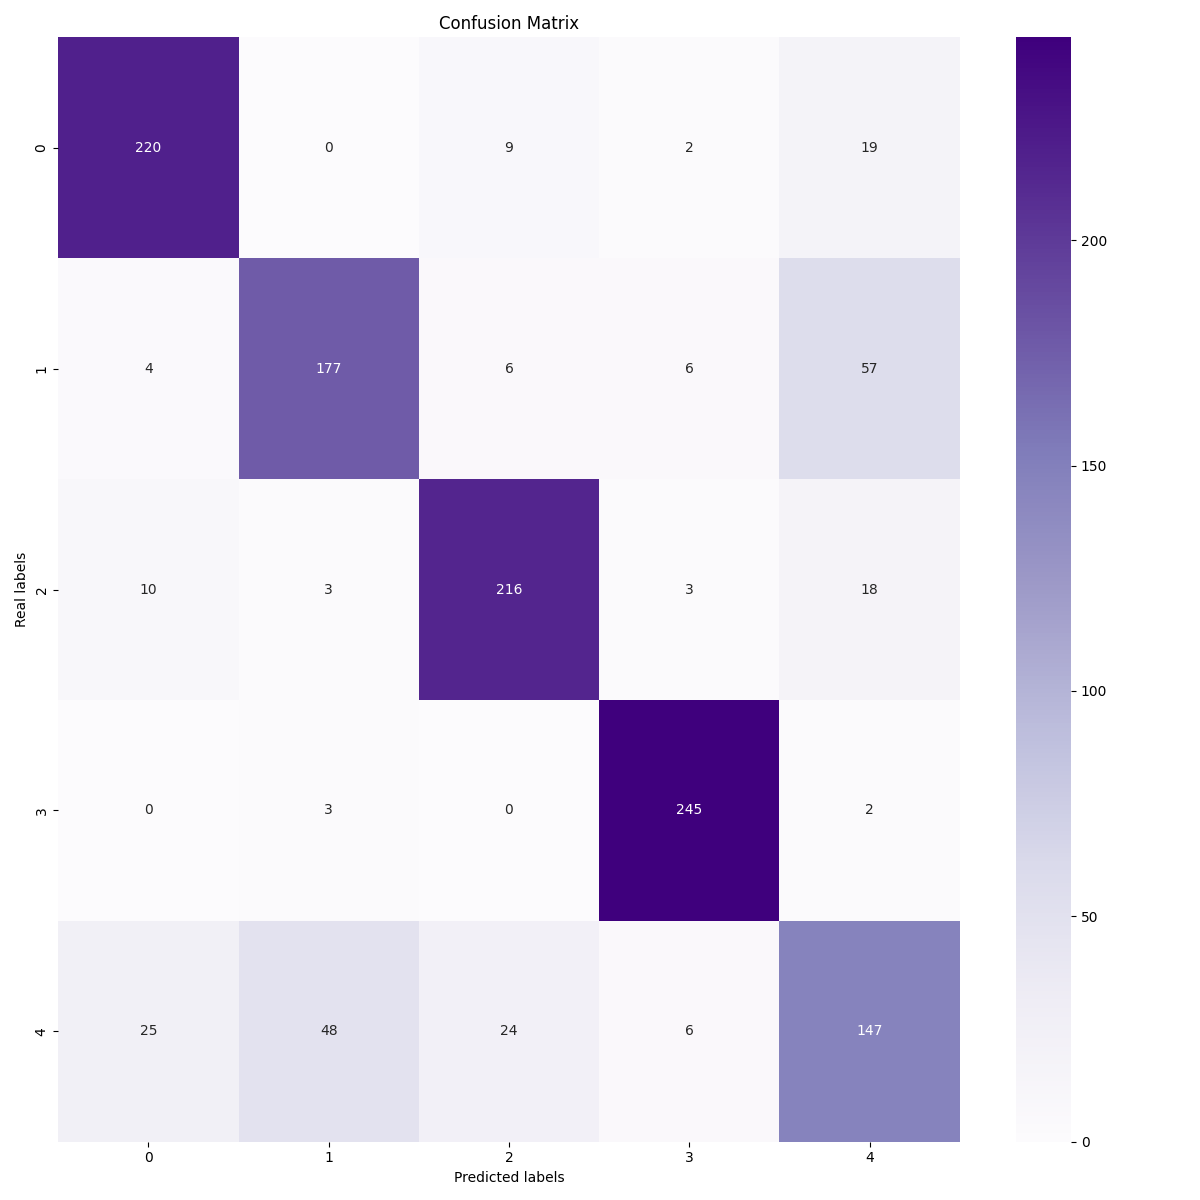 Confusion Matrix
Real labels
0
220 0 9 2 19
1
4 177 6 6 57
2
10 3 216 3 18
3
0 3 0 245 2
4
25 48 24 6 147
0 1 2 3 4
Predicted labels
200
150
100
50
0